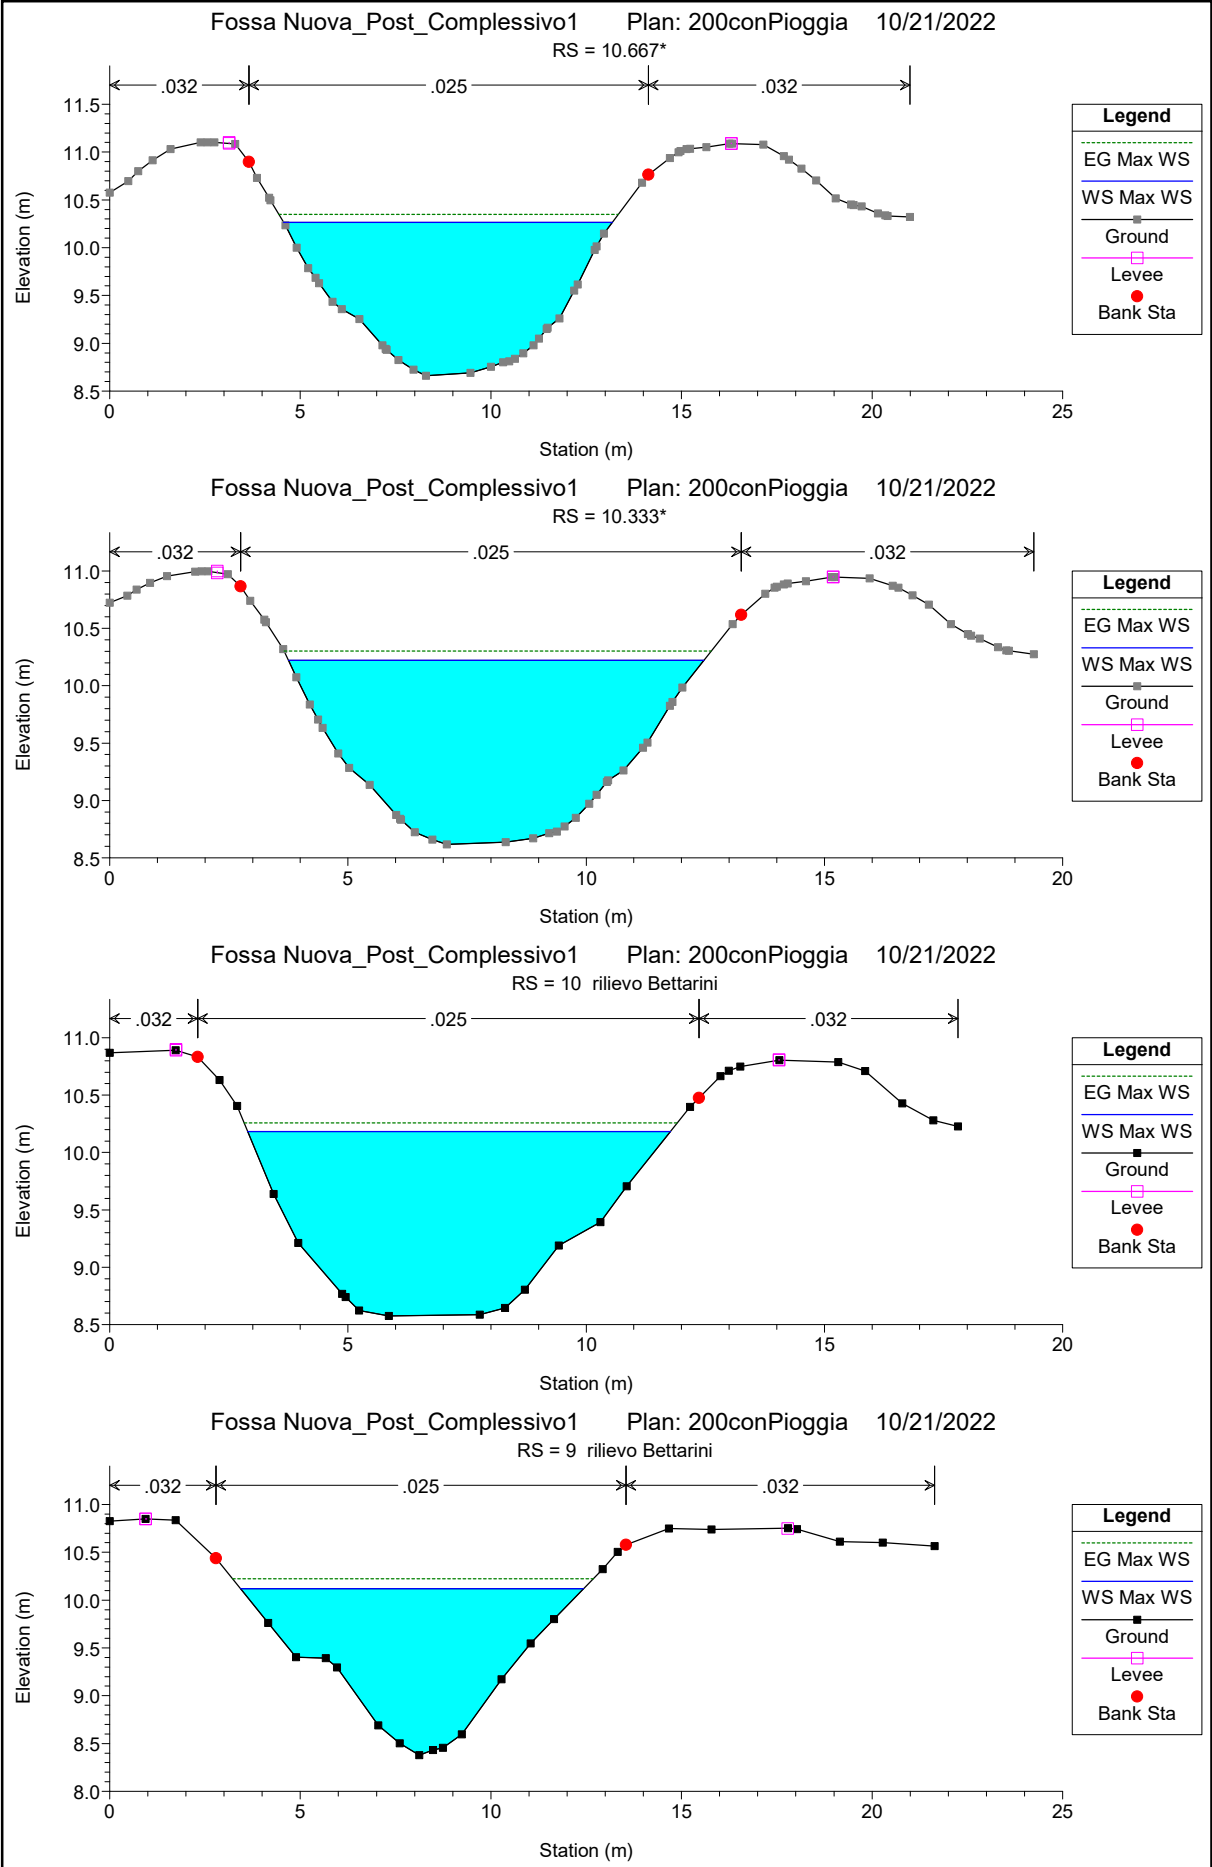 Fossa Nuova_Post_Complessivo1 Plan: 200conPioggia 10/21/2022
RS = 10.667*
.032 .025 .032
11.5
11.0
10.5
10.0
9.5
9.0
8.5
Elevation (m)
0 5 10 15 20 25
Station (m)
Legend
EG Max WS
WS Max WS
Ground
Levee
Bank Sta
Fossa Nuova_Post_Complessivo1 Plan: 200conPioggia 10/21/2022
RS = 10.333*
.032 .025 .032
11.0
10.5
10.0
9.5
9.0
8.5
Elevation (m)
0 5 10 15 20
Station (m)
Legend
EG Max WS
WS Max WS
Ground
Levee
Bank Sta
Fossa Nuova_Post_Complessivo1 Plan: 200conPioggia 10/21/2022
RS = 10 rilievo Bettarini
.032 .025 .032
11.0
10.5
10.0
9.5
9.0
8.5
Elevation (m)
0 5 10 15 20
Station (m)
Legend
EG Max WS
WS Max WS
Ground
Levee
Bank Sta
Fossa Nuova_Post_Complessivo1 Plan: 200conPioggia 10/21/2022
RS = 9 rilievo Bettarini
.032 .025 .032
11.0
10.5
10.0
9.5
9.0
8.5
8.0
Elevation (m)
0 5 10 15 20 25
Station (m)
Legend
EG Max WS
WS Max WS
Ground
Levee
Bank Sta